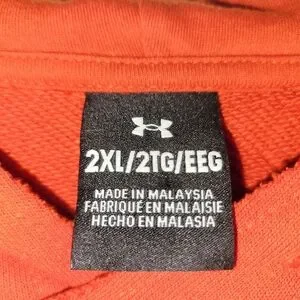 2XL/2TG/EEG
MADE IN MALAYSIA
FABRIQUÉ EN MALAISIE
HECHO EN MALASIA